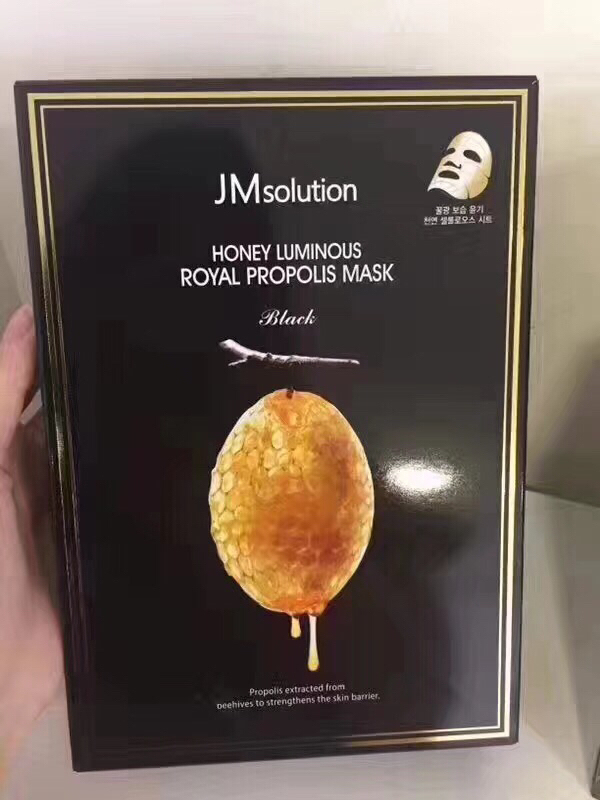 JMsolution
꿀광 보습 윤기
천연 셀룰로오스 시트
HONEY LUMINOUS
ROYAL PROPOLIS MASK
Black
Propolis extracted from
beehives to strengthens the skin barrier.